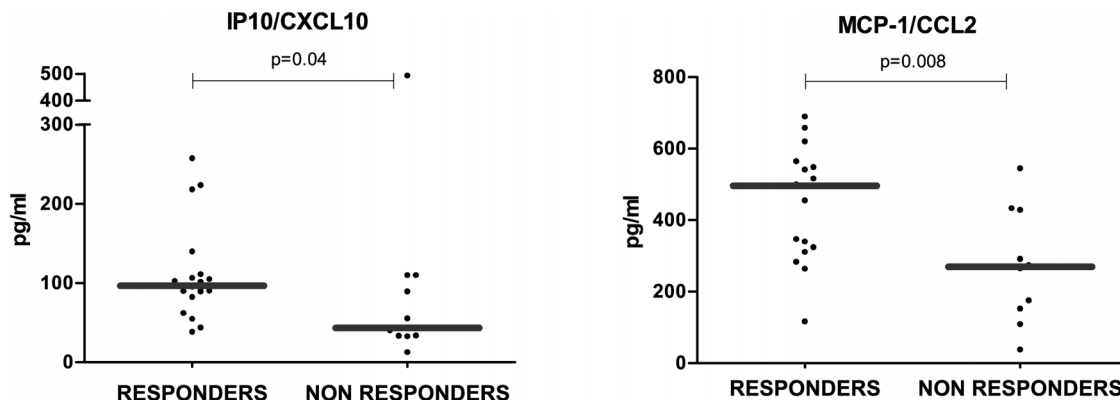 IP10/CXCL10
p=0.04
500
400
300
200
100
0
pg/ml
RESPONDERS NON RESPONDERS
MCP-1/CCL2
p=0.008
800
600
400
200
0
pg/ml
RESPONDERS NON RESPONDERS